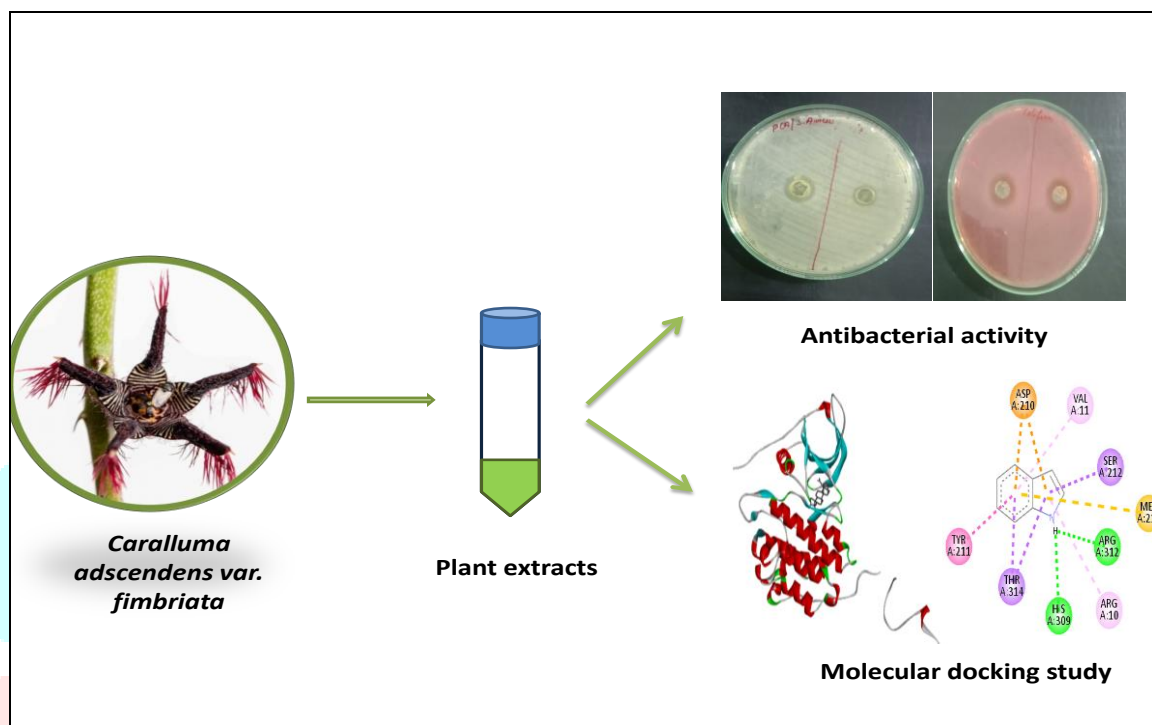 Caralluma
adscendens var.
fimbriata
Plant extracts
Antibacterial activity
ASP
A:210
VAL
A:11
SER
A:212
TYR
A:211
ARG
A:312
THR
A:314
HIS
A:309
ARG
A:10
Molecular docking study